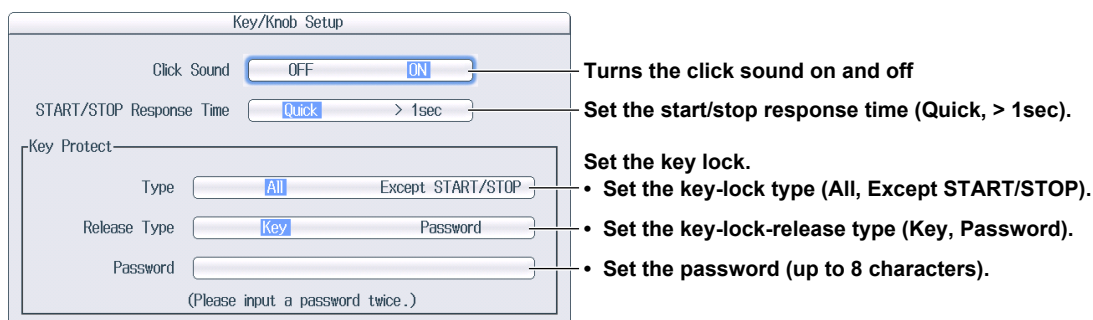 Key/Knob Setup
Click Sound OFF ON Turns the click sound on and off
START/STOP Response Time Quick > 1sec Set the start/stop response time (Quick, > 1sec).
Key Protect
Set the key lock.
Type All Except START/STOP • Set the key-lock type (All, Except START/STOP).
Release Type Key Password • Set the key-lock-release type (Key, Password).
Password • Set the password (up to 8 characters).
(Please input a password twice.)